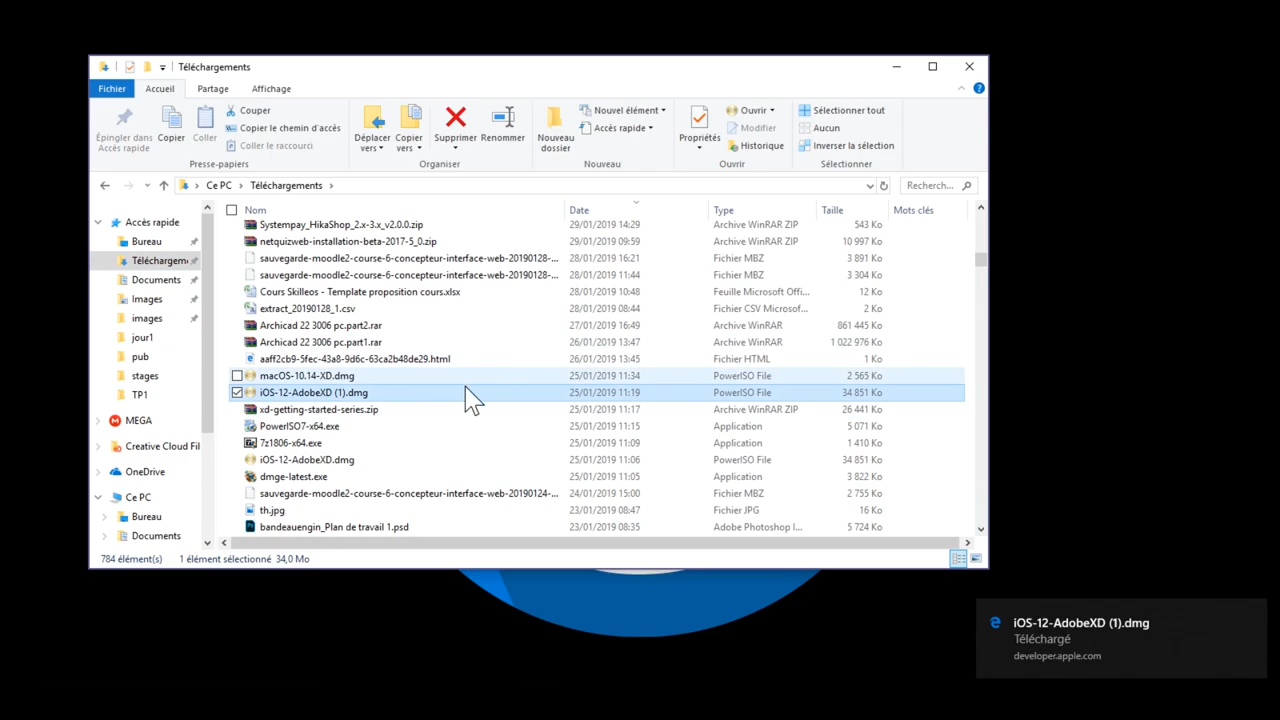 Téléchargements
Fichier Accueil Partage Affichage
Épingler dans Accès rapide
Copier
Coller
Couper
Copier le chemin d'accès
Coller le raccourci
Presse-papiers
Déplacer vers
Copier vers
Supprimer
Renommer
Organiser
Nouveau dossier
Nouvel élément
Accès rapide
Nouveau
Propriétés
Ouvrir
Modifier
Historique
Ouvrir
Sélectionner tout
Aucun
Inverser la sélection
Sélectionner
Ce PC > Téléchargements >
Recherch...
Accès rapide
Bureau
Téléchargem
Documents
Images
images
jour1
pub
stages
TP1
MEGA
Creative Cloud Fil
OneDrive
Ce PC
Bureau
Documents
Nom Date Type Taille Mots clés
Systempay_HikaShop_2.x-3.x_v2.0.0.zip 29/01/2019 14:29 Archive WinRAR ZIP 543 Ko
netquizweb-installation-beta-2017-5_0.zip 29/01/2019 09:59 Archive WinRAR ZIP 10 997 Ko
sauvegarde-moodle2-course-6-concepteur-interface-web-20190128-... 28/01/2019 16:21 Fichier MBZ 3 891 Ko
sauvegarde-moodle2-course-6-concepteur-interface-web-20190128-... 28/01/2019 11:44 Fichier MBZ 3 304 Ko
Cours Skilleos - Template proposition cours.xlsx 28/01/2019 10:48 Feuille Microsoft Offi... 12 Ko
extract_20190128_1.csv 28/01/2019 08:44 Fichier CSV Microsof... 2 Ko
Archicad 22 3006 pc.part2.rar 27/01/2019 16:49 Archive WinRAR 861 445 Ko
Archicad 22 3006 pc.part1.rar 26/01/2019 13:47 Archive WinRAR 1 022 976 Ko
aaff2cb9-5fec-43a8-9d6c-63ca2b48de29.html 26/01/2019 13:45 Fichier HTML 1 Ko
macOS-10.14-XD.dmg 25/01/2019 11:34 PowerISO File 2 565 Ko
iOS-12-AdobeXD (1).dmg 25/01/2019 11:19 PowerISO File 34 851 Ko
xd-getting-started-series.zip 25/01/2019 11:17 Archive WinRAR ZIP 26 441 Ko
PowerISO7-x64.exe 25/01/2019 11:15 Application 5 071 Ko
7z1806-x64.exe 25/01/2019 11:09 Application 1 410 Ko
iOS-12-AdobeXD.dmg 25/01/2019 11:06 PowerISO File 34 851 Ko
dmge-latest.exe 25/01/2019 11:05 Application 3 822 Ko
sauvegarde-moodle2-course-6-concepteur-interface-web-20190124-... 24/01/2019 15:00 Fichier MBZ 2 755 Ko
th.jpg 23/01/2019 08:47 Fichier JPG 16 Ko
bandeauengin_Plan de travail 1.psd 23/01/2019 08:35 Adobe Photoshop I... 5 724 Ko
784 élément(s) 1 élément sélectionné 34,0 Mo
iOS-12-AdobeXD (1).dmg
Téléchargé
developer.apple.com